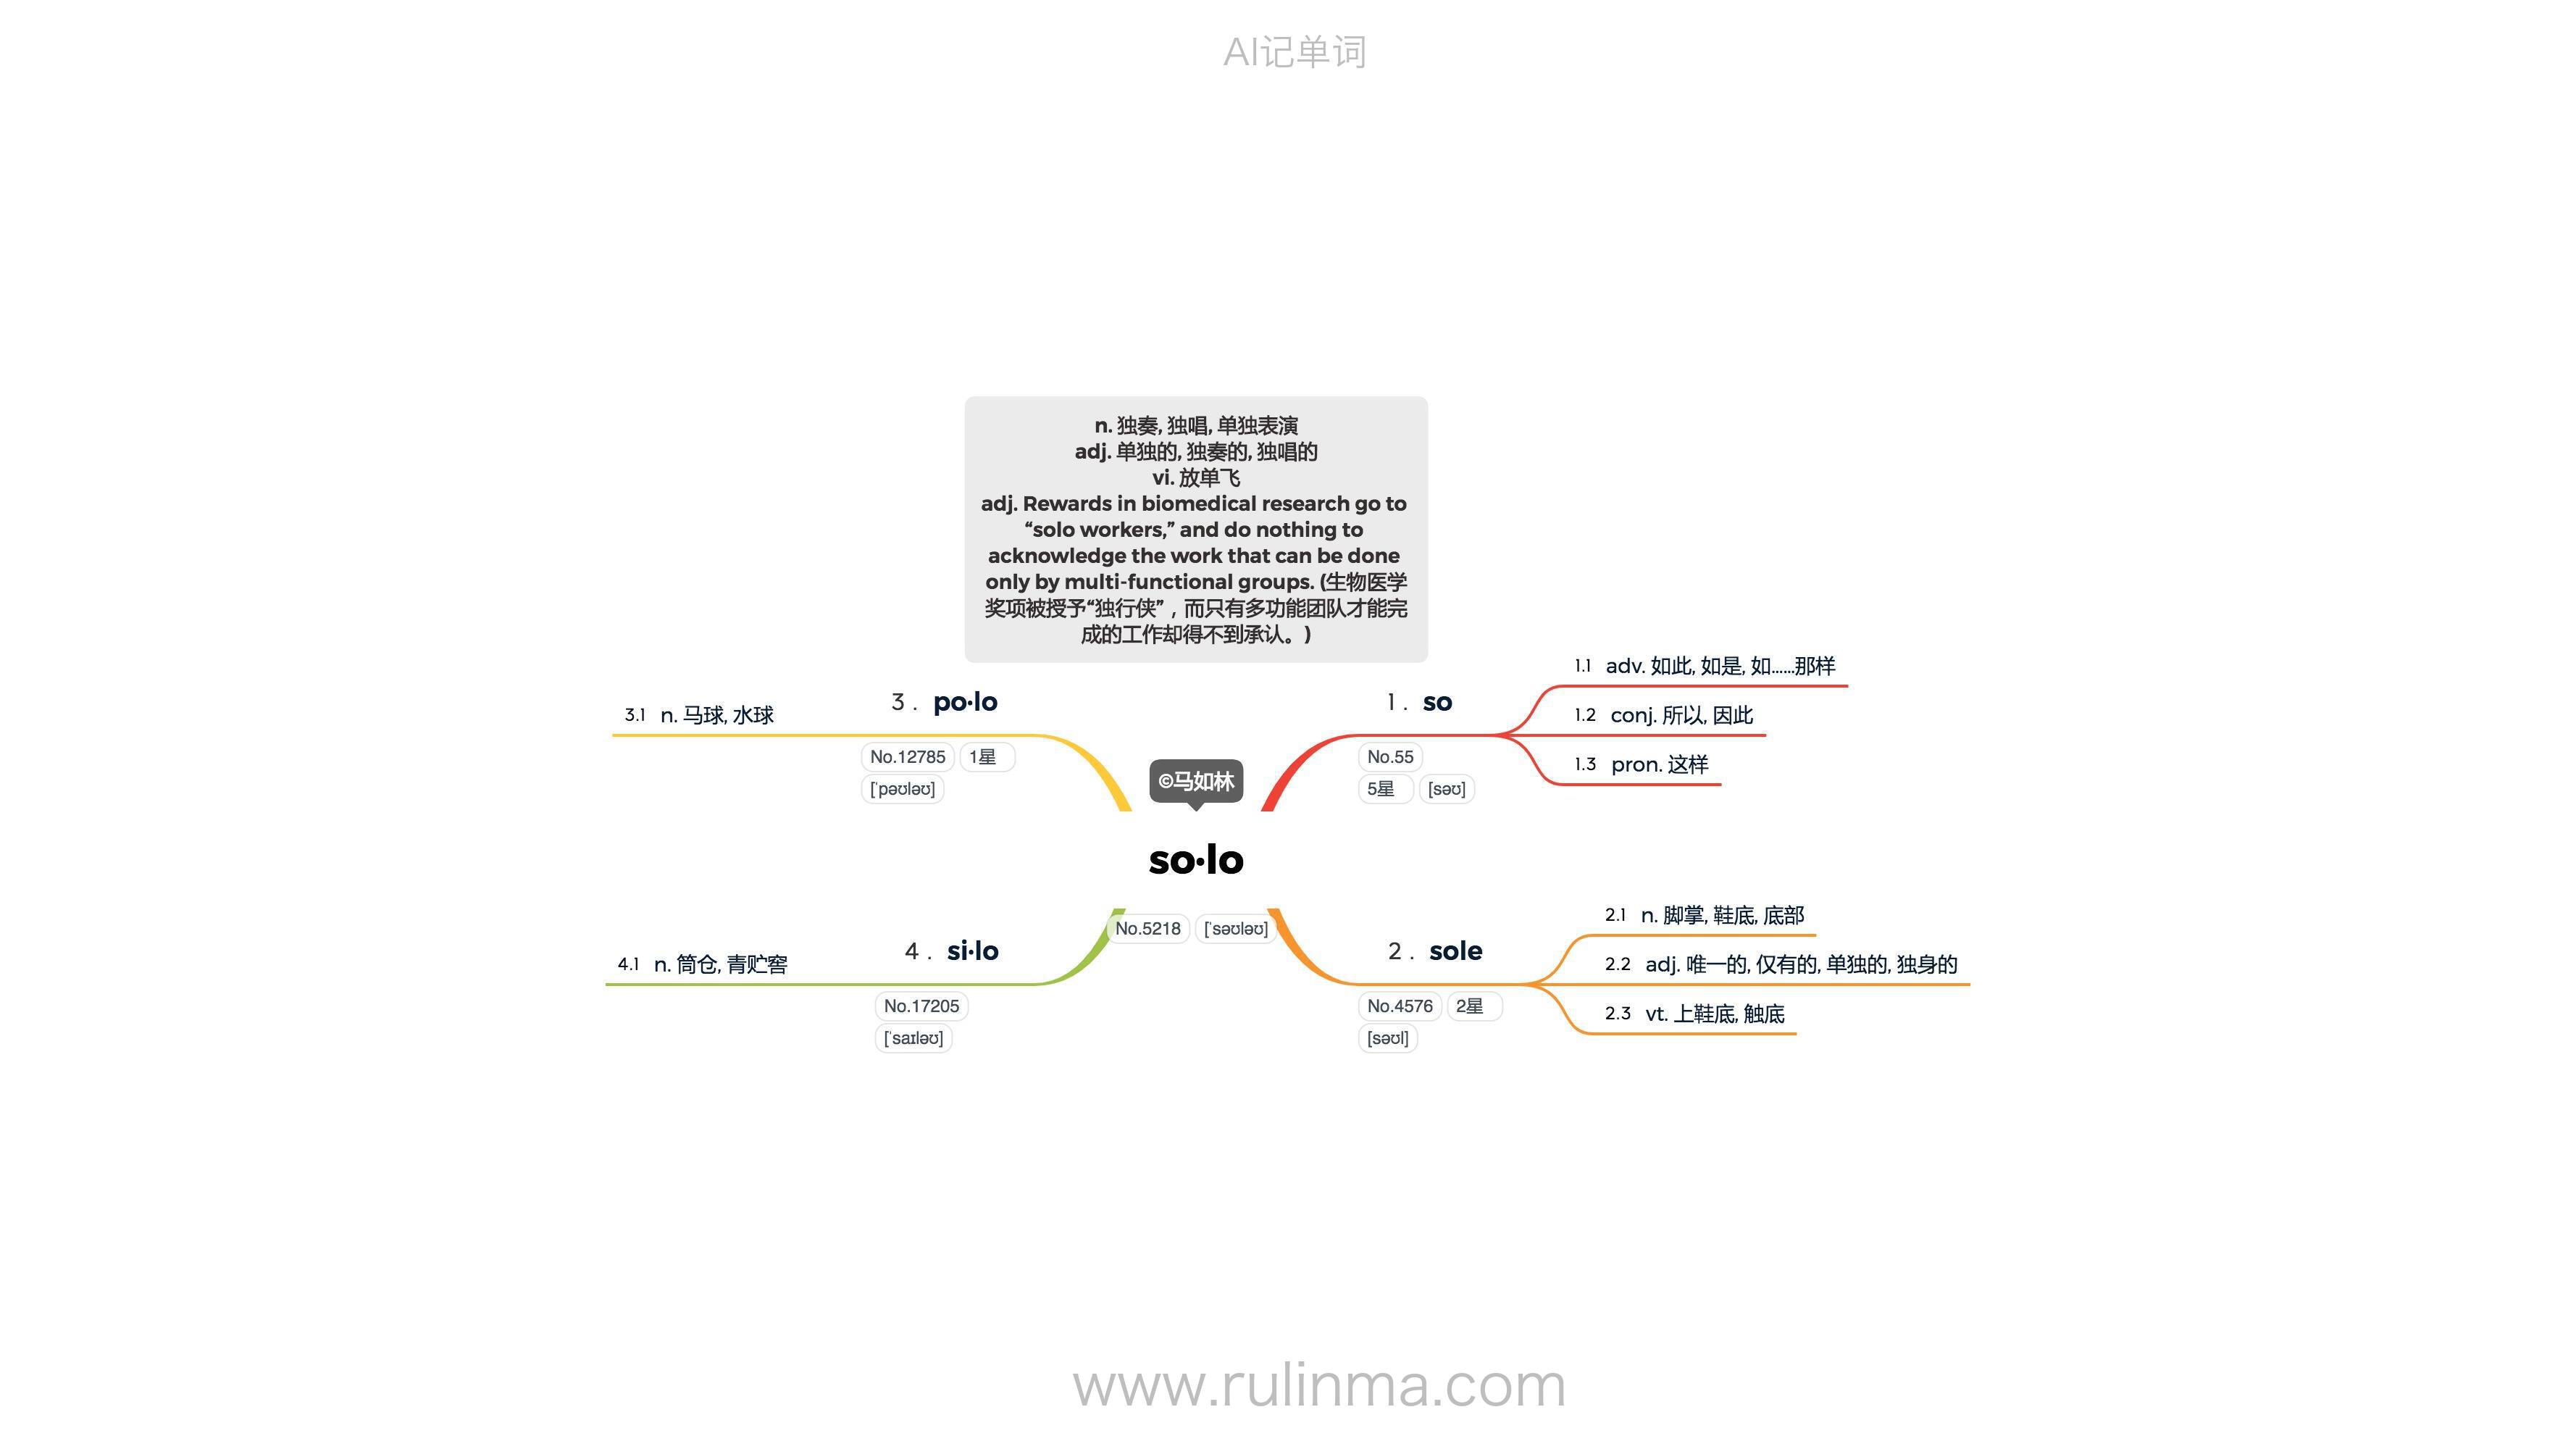 AI记单词
n. 独奏, 独唱, 单独表演
adj. 单独的, 独奏的, 独唱的
vi. 放单飞
adj. Rewards in biomedical research go to
“solo workers,” and do nothing to
acknowledge the work that can be done
only by multi-functional groups. (生物医学
奖项被授予“独行侠”，而只有多功能团队才能完
成的工作却得不到承认。)
©马如林
so·lo
No.5218 [ˈsəʊləʊ]
1 . so
No.55
5星 [səʊ]
1.1 adv. 如此, 如是, 如……那样
1.2 conj. 所以, 因此
1.3 pron. 这样
2 . sole
No.4576 2星
[səʊl]
2.1 n. 脚掌, 鞋底, 底部
2.2 adj. 唯一的, 仅有的, 单独的, 独身的
2.3 vt. 上鞋底, 触底
3 . po·lo
No.12785 1星
[ˈpəʊləʊ]
3.1 n. 马球, 水球
4 . si·lo
No.17205
[ˈsaɪləʊ]
4.1 n. 筒仓, 青贮窖
www.rulinma.com